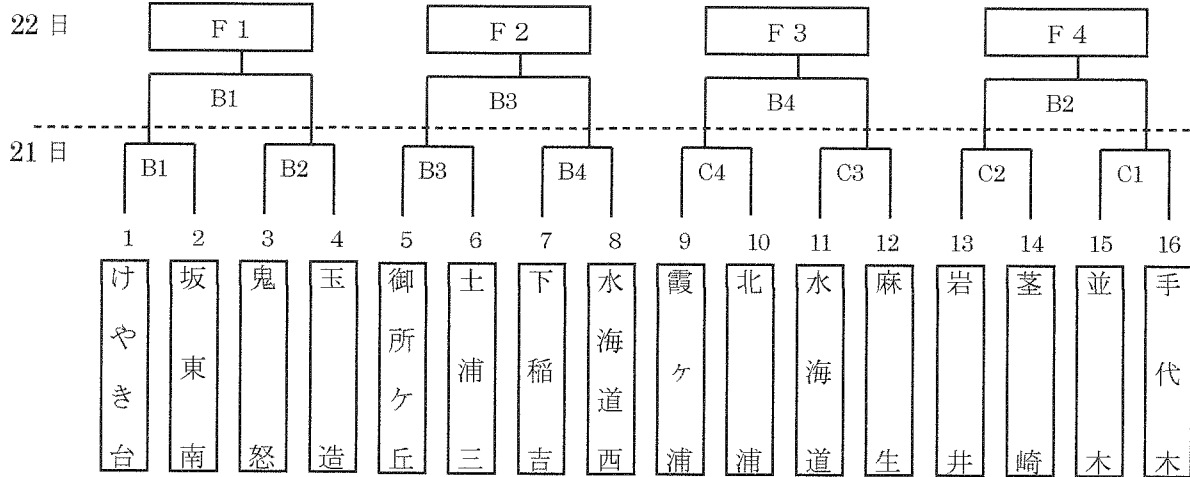 22 日
F 1
F 2
F 3
F 4
B1
B3
B4
B2
21 日
B1
B2
B3
B4
C4
C3
C2
C1
1
2
3
4
5
6
7
8
9
10
11
12
13
14
15
16
けやき台
坂東南
鬼怒
玉造
御所ケ丘
土浦三
下稲吉
水海道西
霞ヶ浦
北浦
水海道
麻生
岩井
茎崎
並木
手代木